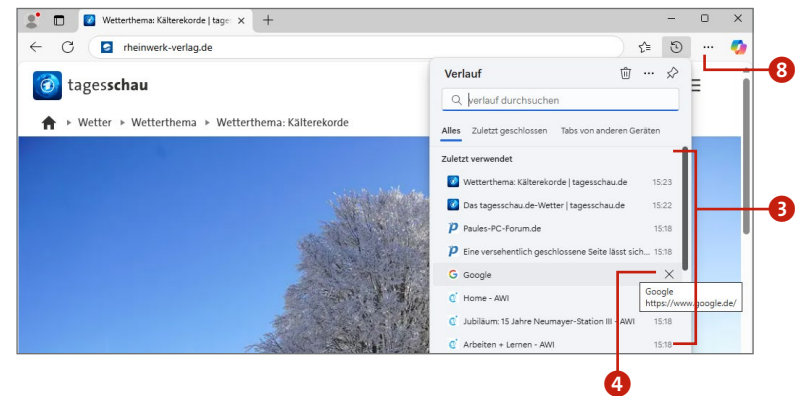 Wetterthema: Kälterekorde | tage
rheinwerk-verlag.de
8
tagesschau
Wetter Wetterthema Wetterthema: Kälterekorde
Verlauf
verlauf durchsuchen
Alles Zuletzt geschlossen Tabs von anderen Geräten
Zuletzt verwendet
Wetterthema: Kälterekorde | tagesschau.de 15:23
Das tagesschau.de-Wetter | tagesschau.de 15:22
3
Paules-PC-Forum.de 15:18
Eine versehentlich geschlossene Seite lässt sich... 15:18
Google
Google
https://www.google.de/
Home - AWI
Jubiläum: 15 Jahre Neumayer-Station III - AWI 15:18
Arbeiten + Lernen - AWI 15:18
4